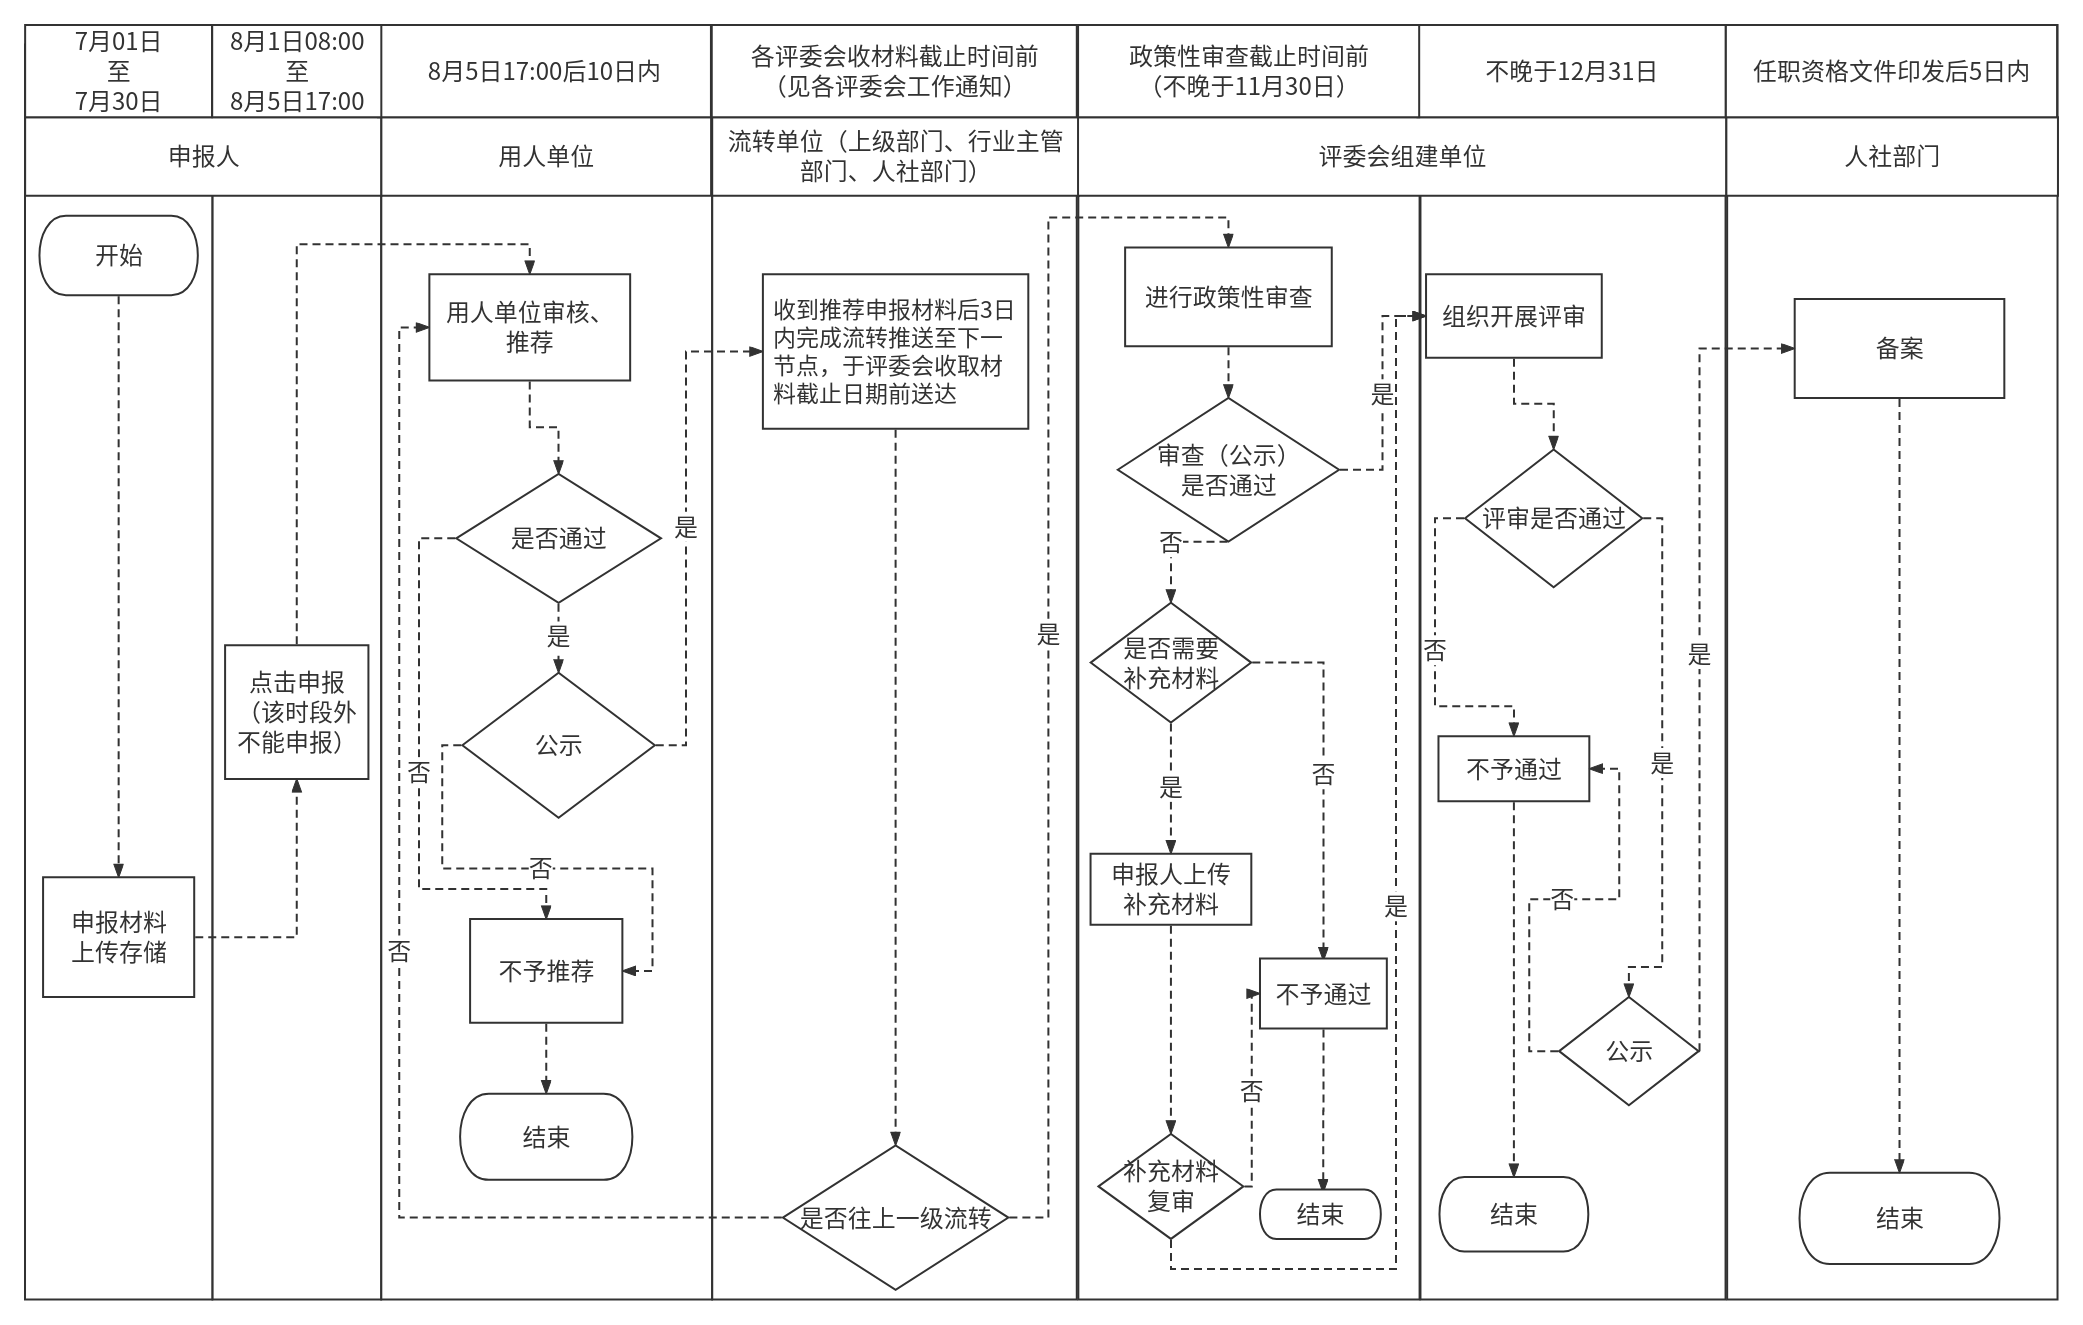 7月01日
至
7月30日
8月1日08:00
至
8月5日17:00
8月5日17:00后10日内
各评委会收材料截止时间前
（见各评委会工作通知）
政策性审查截止时间前
（不晚于11月30日）
不晚于12月31日
任职资格文件印发后5日内
申报人
用人单位
流转单位（上级部门、行业主管
部门、人社部门）
评委会组建单位
人社部门
开始
申报材料
上传存储
点击申报
（该时段外
不能申报）
用人单位审核、
推荐
是否通过
是
公示
是
否
否
否
不予推荐
结束
收到推荐申报材料后3日
内完成流转推送至下一
节点，于评委会收取材
料截止日期前送达
是否往上一级流转
是
进行政策性审查
审查（公示）
是否通过
是
否
是否需要
补充材料
是
否
申报人上传
补充材料
不予通过
是
否
补充材料
复审
结束
组织开展评审
评审是否通过
否
是
不予通过
否
公示
是
结束
备案
结束